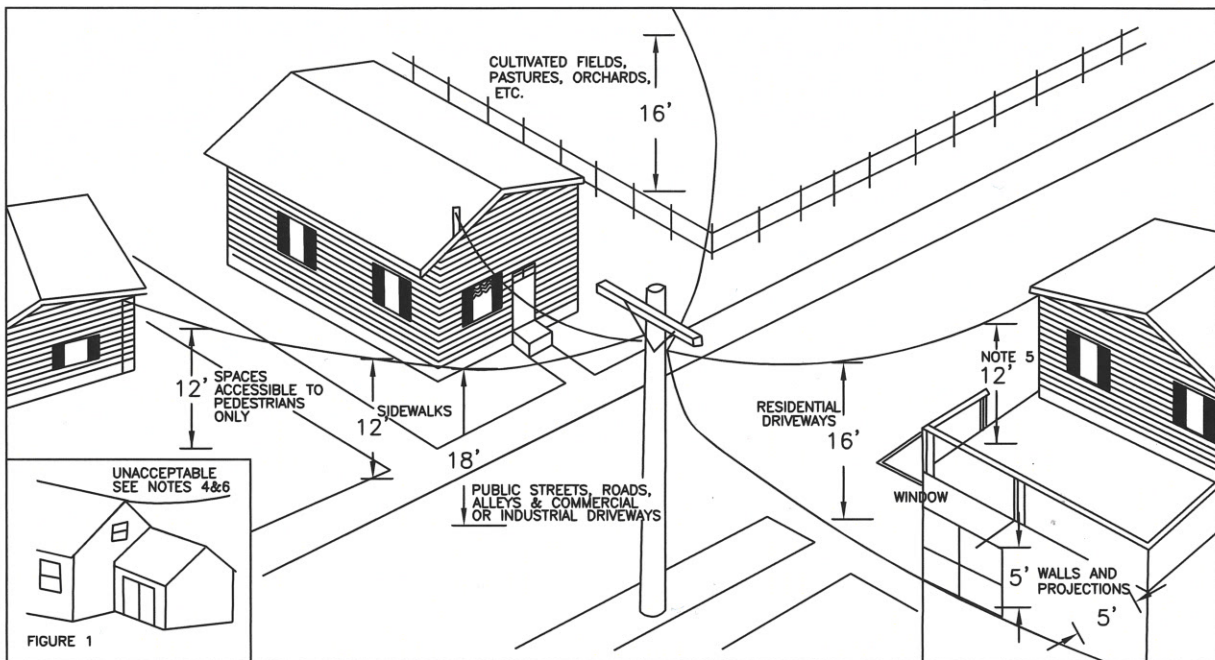 CULTIVATED FIELDS,
PASTURES, ORCHARDS,
ETC.
16'
12'
SPACES
ACCESSIBLE TO
PEDESTRIANS
ONLY
SIDEWALKS
12'
18'
PUBLIC STREETS, ROADS,
ALLEYS & COMMERCIAL
OR INDUSTRIAL DRIVEWAYS
RESIDENTIAL
DRIVEWAYS
16'
NOTE 5
12'
WINDOW
5'
WALLS AND
PROJECTIONS
5'
UNACCEPTABLE
SEE NOTES 4&6
FIGURE 1